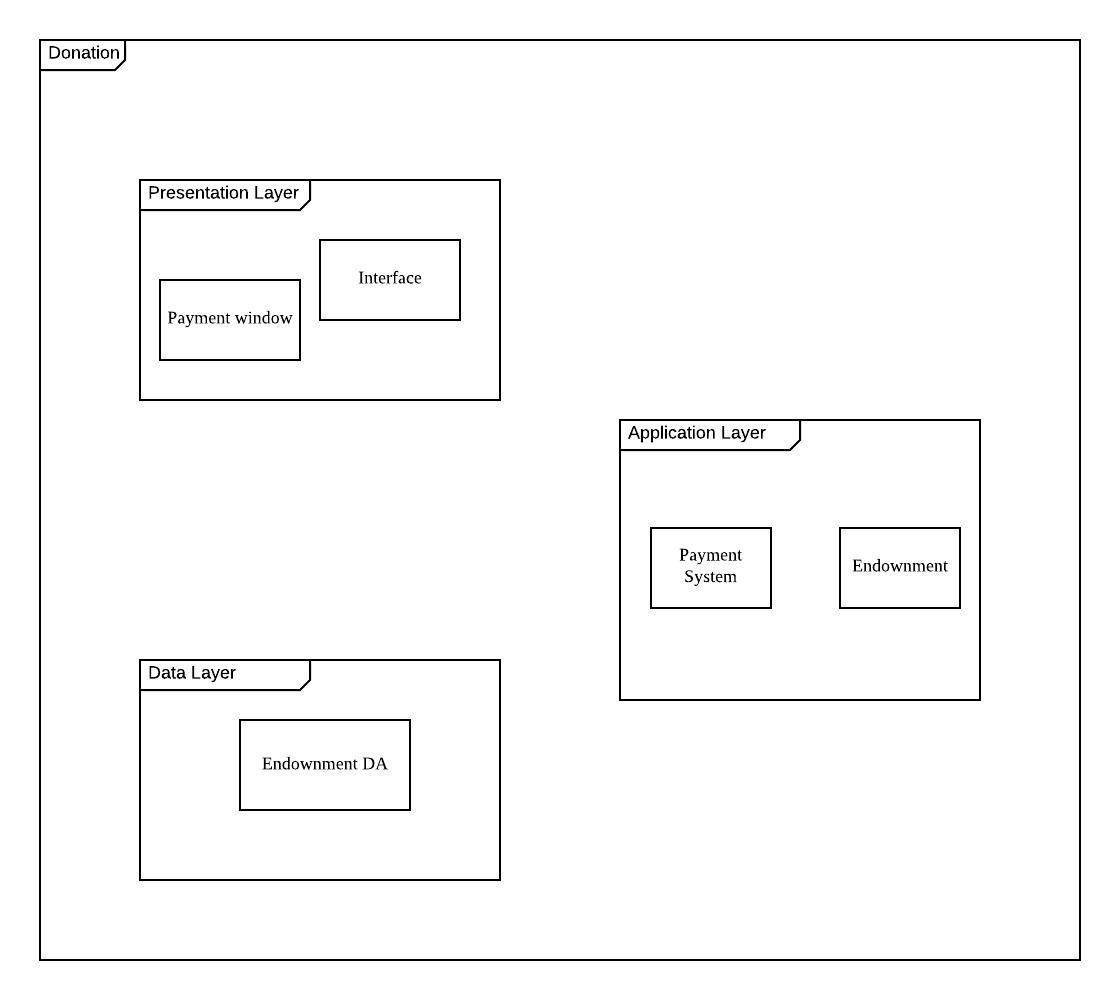 Donation
Presentation Layer
Interface
Payment window
Application Layer
Payment
System
Endownment
Data Layer
Endownment DA